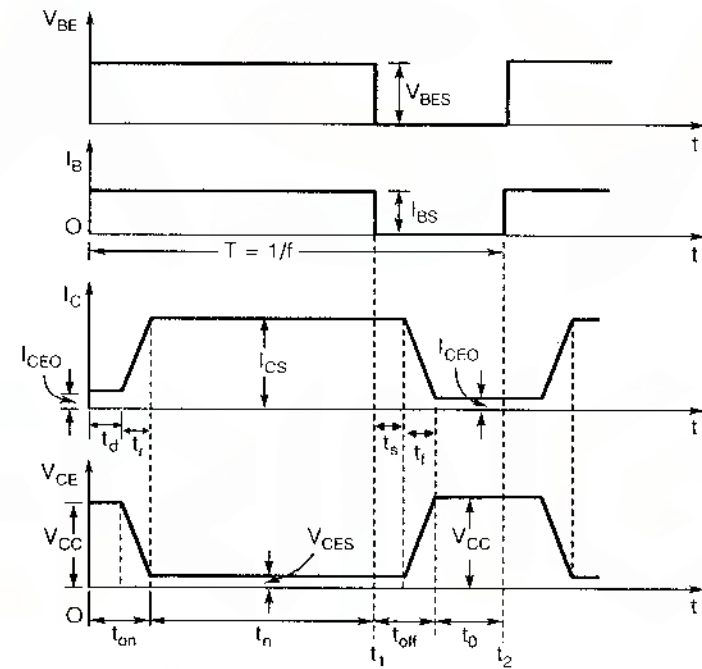 V_BE
V_BES
t
I_B
I_BS
O
t
T = 1/f
I_C
I_CEO
I_CS
I_CEO
t
t_d t_r t_s t_f
V_CE
V_CC
V_CES
V_CC
t
O
t_on t_n t_1 t_off t_0 t_2